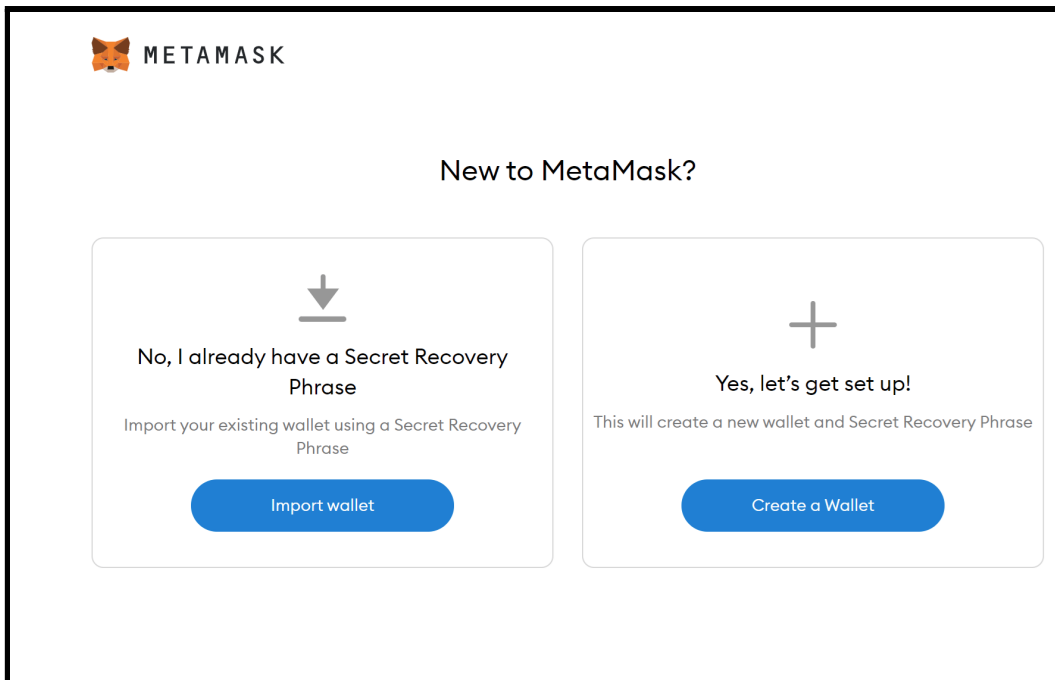 METAMASK
New to MetaMask?
No, I already have a Secret Recovery
Phrase
Import your existing wallet using a Secret Recovery
Phrase
Import wallet
Yes, let’s get set up!
This will create a new wallet and Secret Recovery Phrase
Create a Wallet